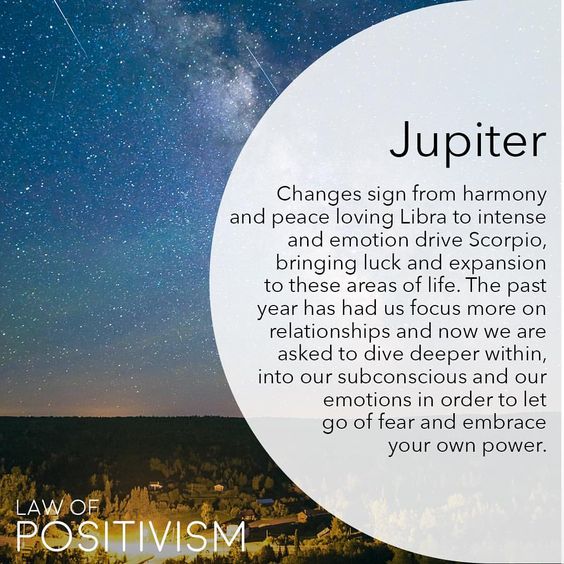 Jupiter
Changes sign from harmony
and peace loving Libra to intense
and emotion drive Scorpio,
bringing luck and expansion
to these areas of life. The past
year has had us focus more on
relationships and now we are
asked to dive deeper within,
into our subconscious and our
emotions in order to let
go of fear and embrace
your own power.
LAW OF
POSITIVISM